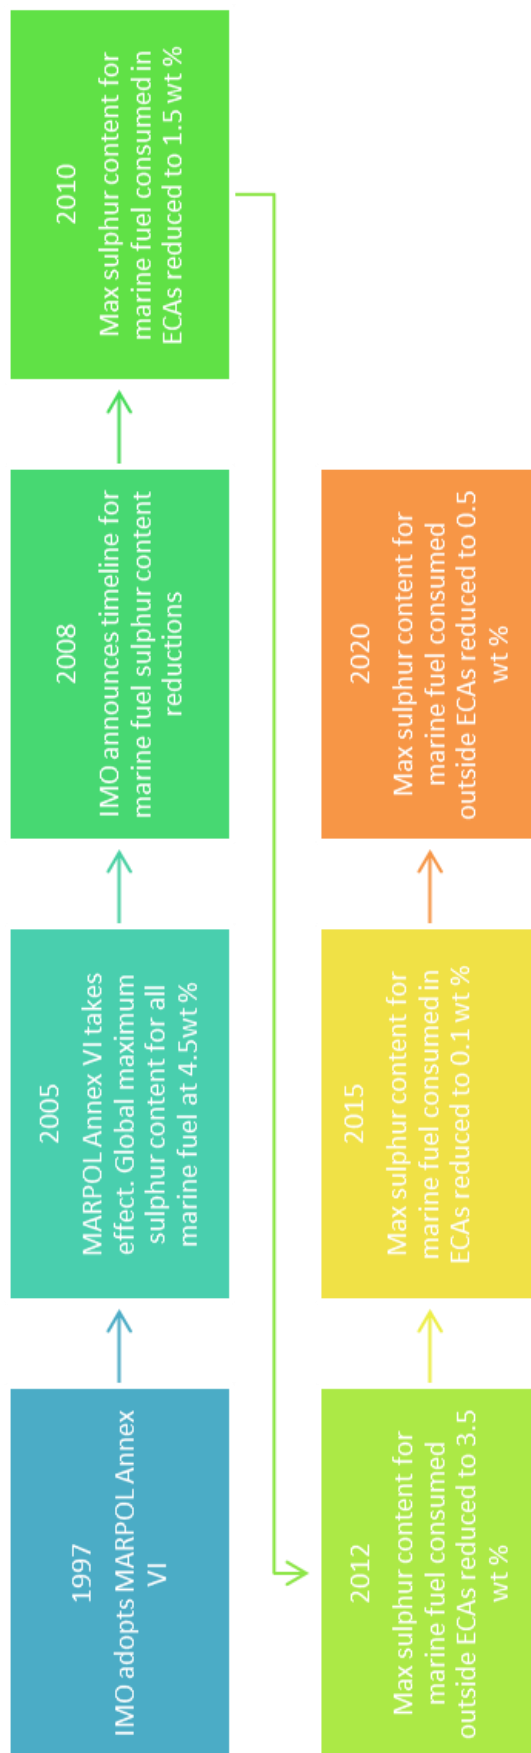 1997
IMO adopts MARPOL Annex
VI
2005
MARPOL Annex VI takes
effect. Global maximum
sulphur content for all
marine fuel at 4.5wt %
2008
IMO announces timeline for
marine fuel sulphur content
reductions
2010
Max sulphur content for
marine fuel consumed in
ECAs reduced to 1.5 wt %
2012
Max sulphur content for
marine fuel consumed
outside ECAs reduced to 3.5
wt %
2015
Max sulphur content for
marine fuel consumed in
ECAs reduced to 0.1 wt %
2020
Max sulphur content for
marine fuel consumed
outside ECAs reduced to 0.5
wt %